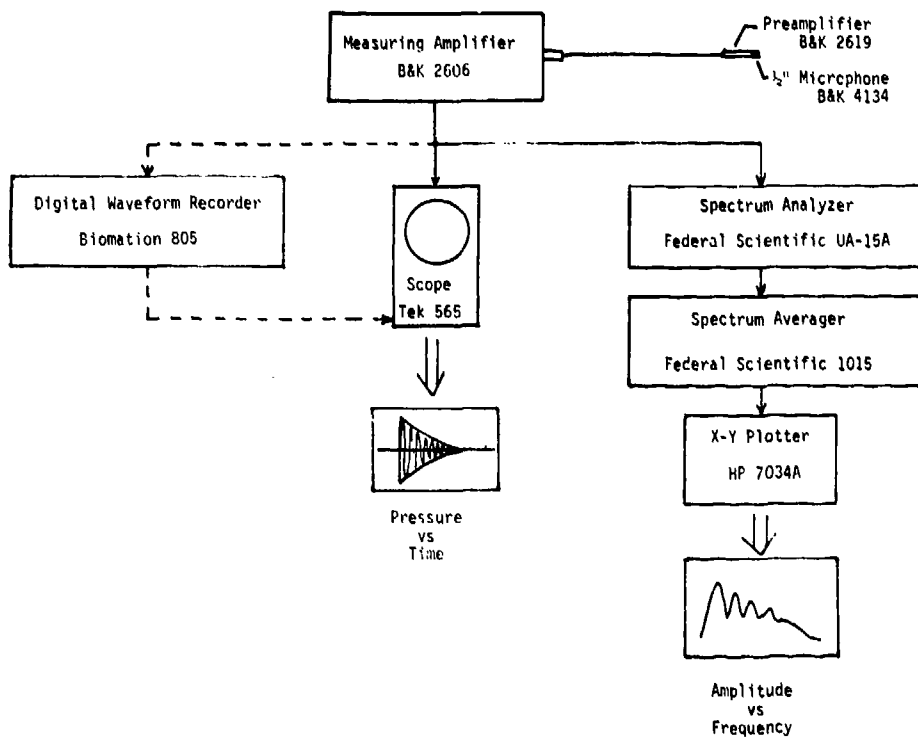 Measuring Amplifier
B&K 2606
Preamplifier
B&K 2619
½" Microphone
B&K 4134
Digital Waveform Recorder
Biomation 805
Scope
Tek 565
Spectrum Analyzer
Federal Scientific UA-15A
Spectrum Averager
Federal Scientific 1015
X-Y Plotter
HP 7034A
Pressure
vs
Time
Amplitude
vs
Frequency